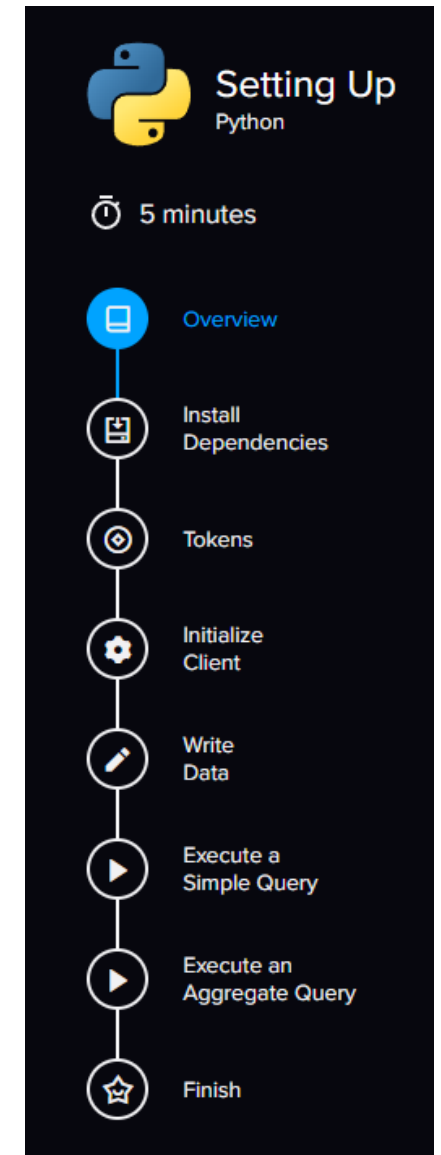 Setting Up
Python
5 minutes
Overview
Install
Dependencies
Tokens
Initialize
Client
Write
Data
Execute a
Simple Query
Execute an
Aggregate Query
Finish